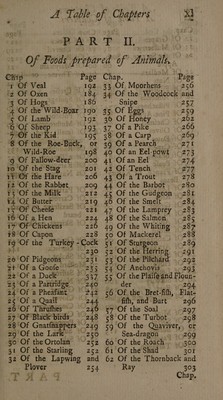 A Table of Chapters XI
PART II.
Of Foods prepared of Animals.
Chap Page
1 Of Veal 192
2 Of Oxen 184
3 Of Hogs 186
4 Of the Wild-Boar 190
5 Of Lamb 192
6 Of Sheep 193
7 Of the Kid 195
8 Of the Roe-Buck, or
Wild-Roe 198
9 Of Fallow-deer 200
10 Of the Stag 201
11 Of the Hare 206
12 Of the Rabbet 209
13 Of the Milk 212
14 Of Butter 219
15 Of Cheese 221
16 Of a Hen 224
17 Of Chickens 226
18 Of Capon 228
19 Of the Turkey-Cock
230
20 Of Pidgeons 231
21 Of a Goose 235
22 Of a Duck 237
23 Of a Partridge 240
24 Of a Pheasant 242
25 Of a Quail 244
26 Of Thrushes 246
27 Of Black birds 248
28 Of Gnatsnappers 249
29 Of the Lark 250
30 Of the Ortolan 252
31 Of the Starling 253
32 Of the Lapwing and
Plover 254
Chap. Page
33 Of Moorhens 256
34 Of the Woodcock and
Snipe 257
35 Of Eggs 259
36 Of Honey 262
37 Of a Pike 266
38 Of a Carp 269
39 Of a Pearch 271
40 Of an Eel-powt 273
41 Of an Eel 274
42 Of Tench 277
43 Of a Trout 278
44 Of the Barbot 280
45 Of the Gudgeon 281
46 Of the Smelt 284
47 Of the Lamprey 283
48 Of the Salmon 285
49 Of the Whiting 287
50 Of Mackerel 288
51 Of Sturgeon 289
52 Of the Herring 291
53 Of the Pilchard 292
54 Of Anchovis 295
55 Of the Plaise and Floun-
der 294
56 Of the Bret-fish, Flat-
fish, and Burt 296
57 Of the Soal 297
58 Of the Turbot 298
59 Of the Quaviver, or
Sea-dragon 299
60 Of the Roach 300
61 Of the Shad 301
62 Of the Thornback and
Ray 303
Chap.